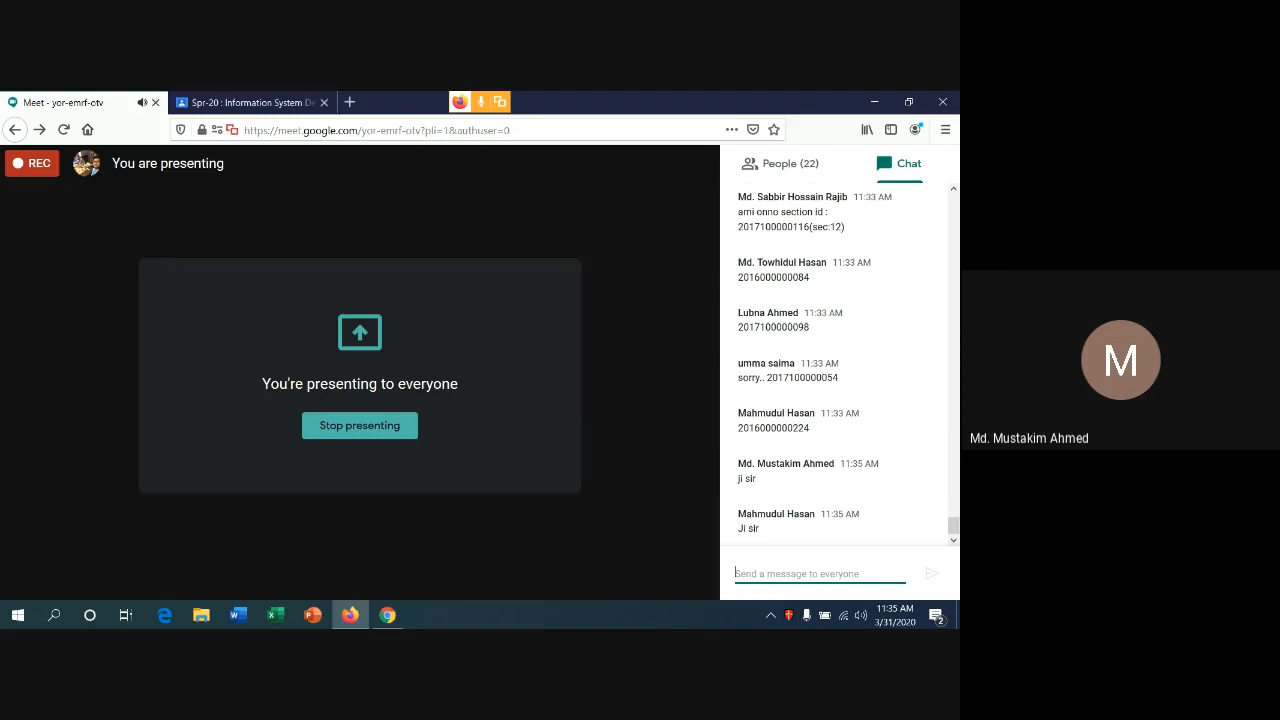 Meet - yor-emrf-otv
Spr-20 : Information System De
https://meet.google.com/yor-emrf-otv?pli=1&authuser=0
REC
You are presenting
People (22)
Chat
Md. Sabbir Hossain Rajib 11:33 AM
ami onno section id :
2017100000116(sec:12)
Md. Towhidul Hasan 11:33 AM
2016000000084
Lubna Ahmed 11:33 AM
2017100000098
umma saima 11:33 AM
sorry.. 2017100000054
Mahmudul Hasan 11:33 AM
2016000000224
Md. Mustakim Ahmed 11:35 AM
ji sir
Mahmudul Hasan 11:35 AM
Ji sir
Send a message to everyone
You're presenting to everyone
Stop presenting
M
Md. Mustakim Ahmed
11:35 AM
3/31/2020
2